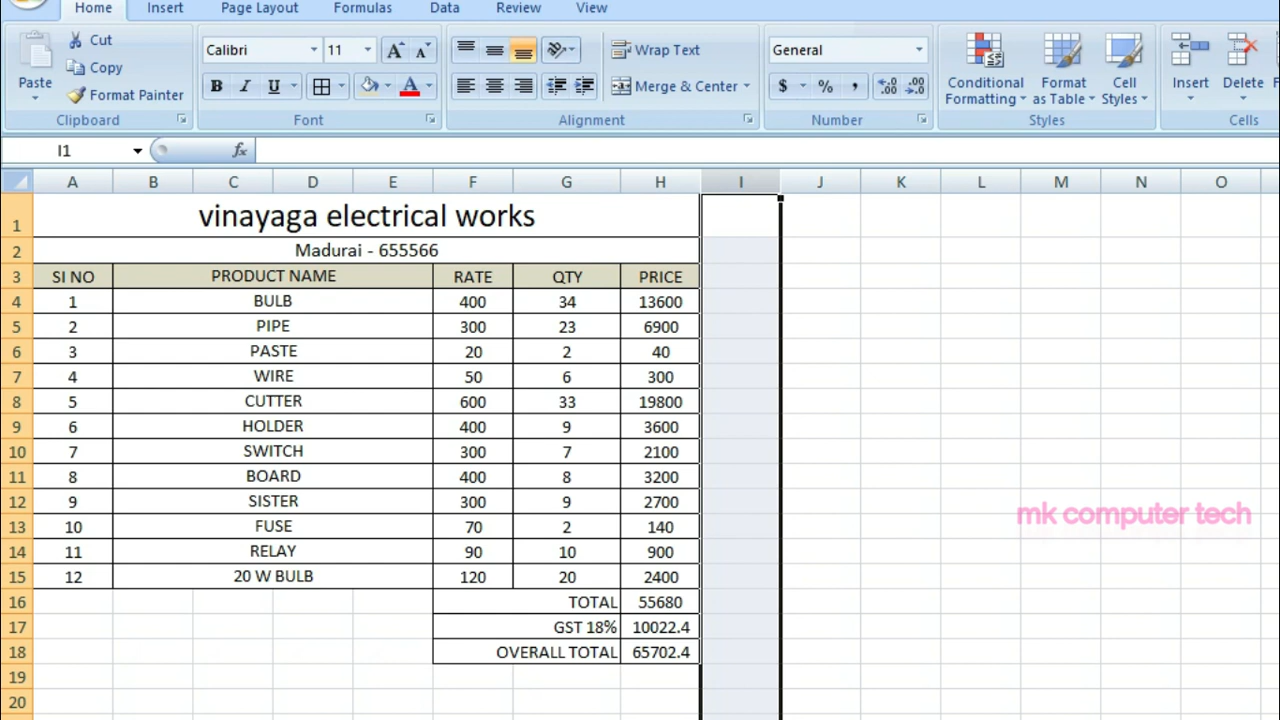 Home Insert Page Layout Formulas Data Review View
Cut Calibri 11 Wrap Text General
Copy
Paste Format Painter B I U Merge & Center $ % , Conditional Formatting Format as Table Cell Styles Insert Delete
Clipboard Font Alignment Number Styles Cells
I1 fx
A B C D E F G H I J K L M N O
1 vinayaga electrical works
2 Madurai - 655566
3 SI NO PRODUCT NAME RATE QTY PRICE
4 1 BULB 400 34 13600
5 2 PIPE 300 23 6900
6 3 PASTE 20 2 40
7 4 WIRE 50 6 300
8 5 CUTTER 600 33 19800
9 6 HOLDER 400 9 3600
10 7 SWITCH 300 7 2100
11 8 BOARD 400 8 3200
12 9 SISTER 300 9 2700
mk computer tech
13 10 FUSE 70 2 140
14 11 RELAY 90 10 900
15 12 20 W BULB 120 20 2400
16 TOTAL 55680
17 GST 18% 10022.4
18 OVERALL TOTAL 65702.4
19
20